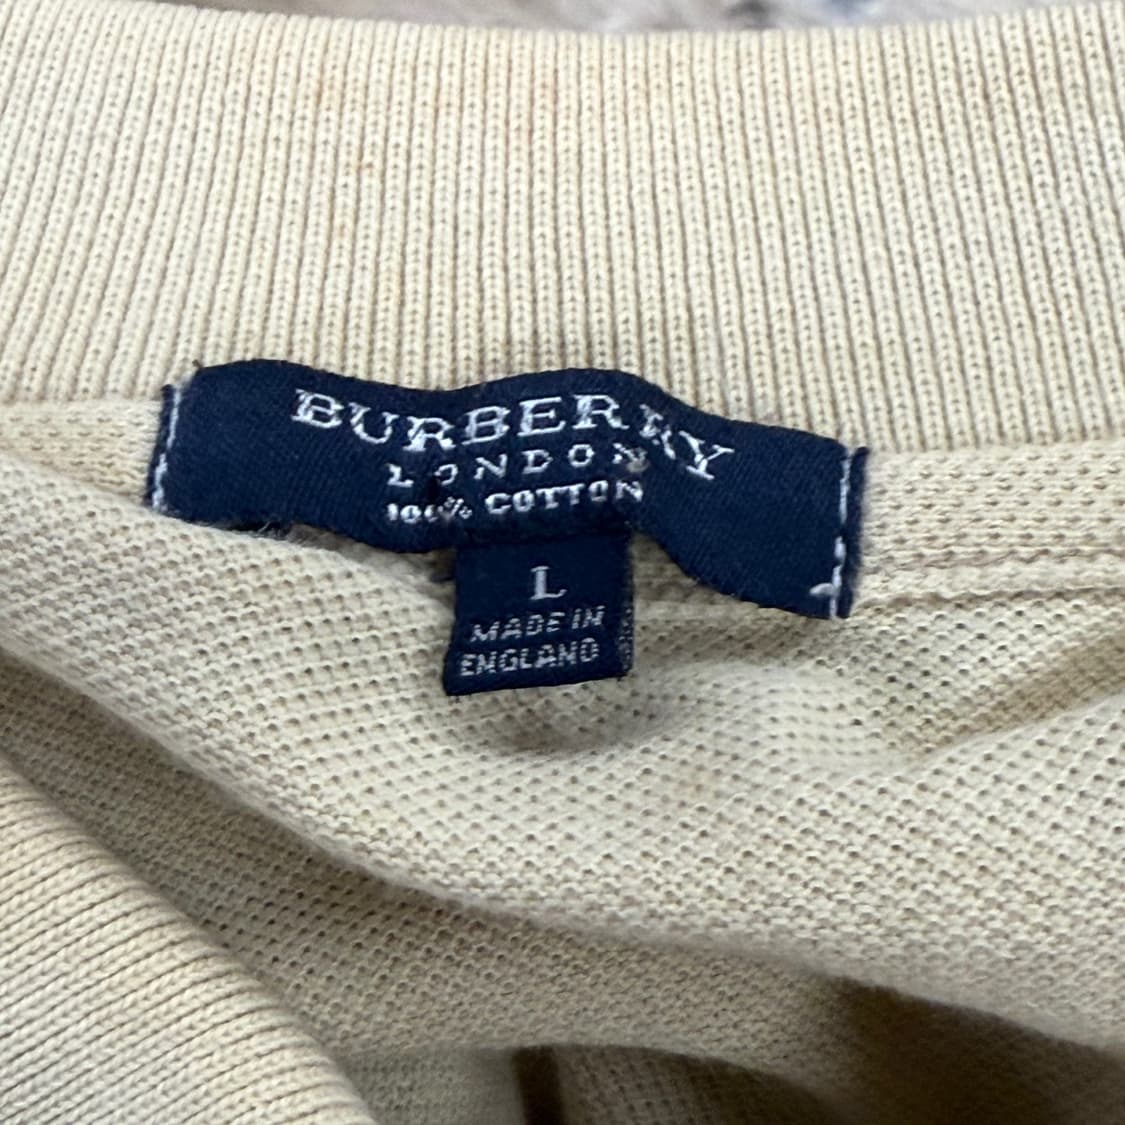 BURBERRY
LONDON
100% COTTON
L
MADE IN
ENGLAND